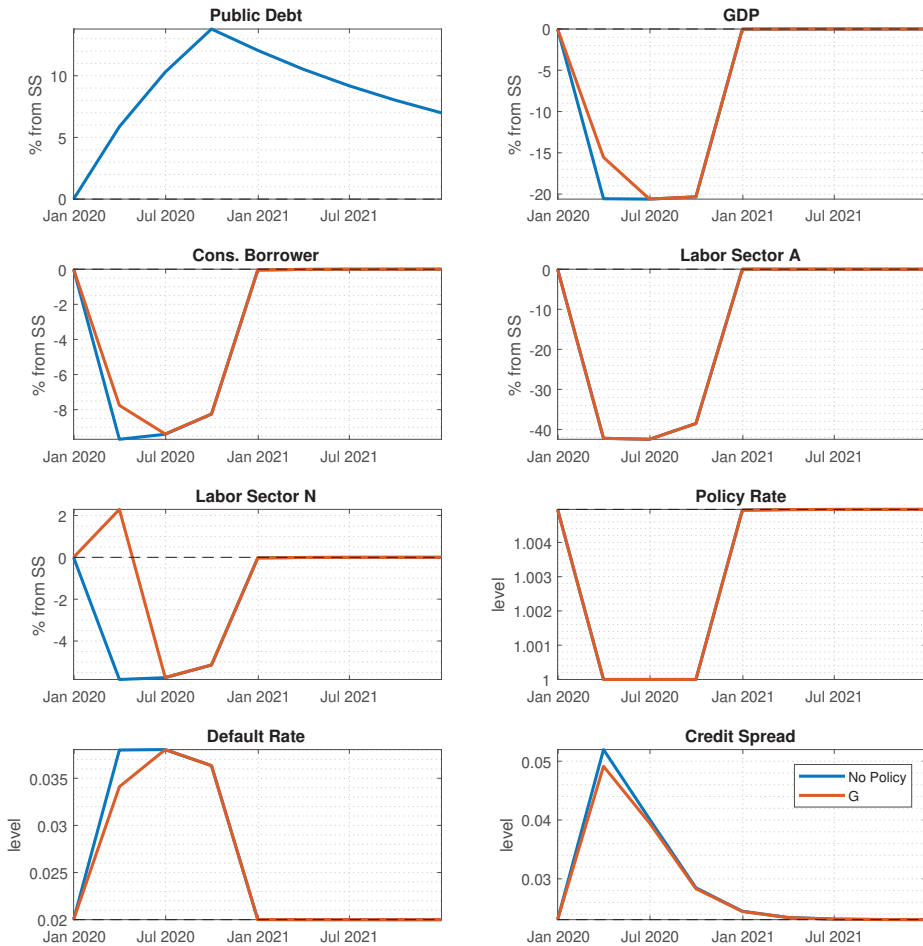 Public Debt
% from SS
10
5
0
Jan 2020 Jul 2020 Jan 2021 Jul 2021
GDP
% from SS
0
-5
-10
-15
-20
Jan 2020 Jul 2020 Jan 2021 Jul 2021
Cons. Borrower
% from SS
0
-2
-4
-6
-8
Jan 2020 Jul 2020 Jan 2021 Jul 2021
Labor Sector A
% from SS
0
-10
-20
-30
-40
Jan 2020 Jul 2020 Jan 2021 Jul 2021
Labor Sector N
% from SS
2
0
-2
-4
Jan 2020 Jul 2020 Jan 2021 Jul 2021
Policy Rate
level
1.004
1.003
1.002
1.001
1
Jan 2020 Jul 2020 Jan 2021 Jul 2021
Default Rate
level
0.035
0.03
0.025
0.02
Jan 2020 Jul 2020 Jan 2021 Jul 2021
Credit Spread
level
0.05
0.04
0.03
No Policy
G
Jan 2020 Jul 2020 Jan 2021 Jul 2021